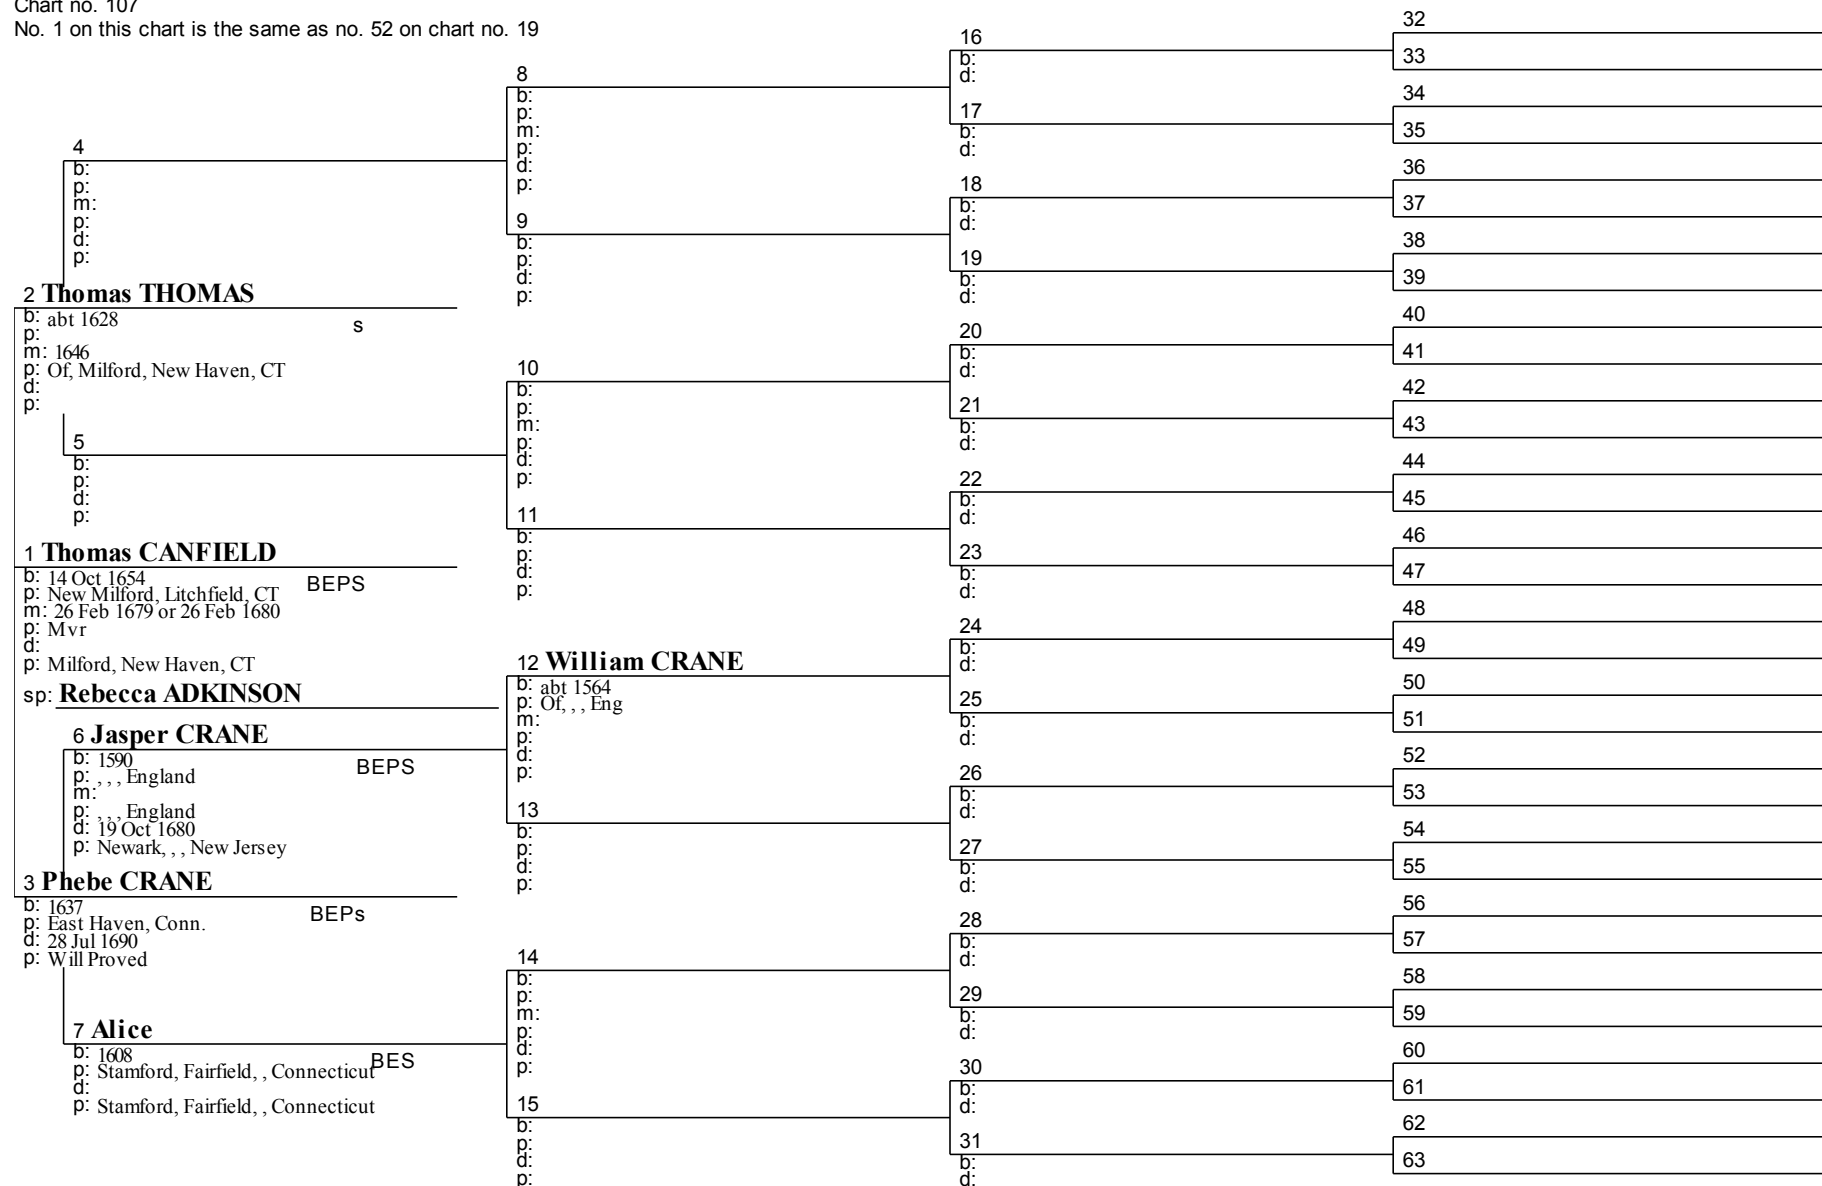 Chart no. 107
No. 1 on this chart is the same as no. 52 on chart no. 19
4
b:
p:
m:
p:
d:
p:
2 Thomas THOMAS
b: abt 1628
s
p:
m: 1646
p: Of, Milford, New Haven, CT
d:
p:
5
b:
p:
d:
p:
1 Thomas CANFIELD
b: 14 Oct 1654
BEPS
p: New Milford, Litchfield, CT
m: 26 Feb 1679 or 26 Feb 1680
p: Mvr
d:
p: Milford, New Haven, CT
sp: Rebecca ADKINSON
6 Jasper CRANE
b: 1590
BEPS
p: , , , England
m:
p: , , , England
d: 19 Oct 1680
p: Newark, , , New Jersey
3 Phebe CRANE
b: 1637
BEPs
p: East Haven, Conn.
d: 28 Jul 1690
p: Will Proved
7 Alice
b: 1608
BES
p: Stamford, Fairfield, , Connecticut
d:
p: Stamford, Fairfield, , Connecticut
8
b:
p:
m:
p:
d:
p:
9
b:
p:
d:
p:
10
b:
p:
m:
p:
d:
p:
11
b:
p:
d:
p:
12 William CRANE
b: abt 1564
p: Of, , , Eng
m:
p:
d:
p:
13
b:
p:
d:
p:
14
b:
p:
m:
p:
d:
p:
15
b:
p:
d:
p:
16
b:
d:
17
b:
d:
18
b:
d:
19
b:
d:
20
b:
d:
21
b:
d:
22
b:
d:
23
b:
d:
24
b:
d:
25
b:
d:
26
b:
d:
27
b:
d:
28
b:
d:
29
b:
d:
30
b:
d:
31
b:
d:
32
33
34
35
36
37
38
39
40
41
42
43
44
45
46
47
48
49
50
51
52
53
54
55
56
57
58
59
60
61
62
63